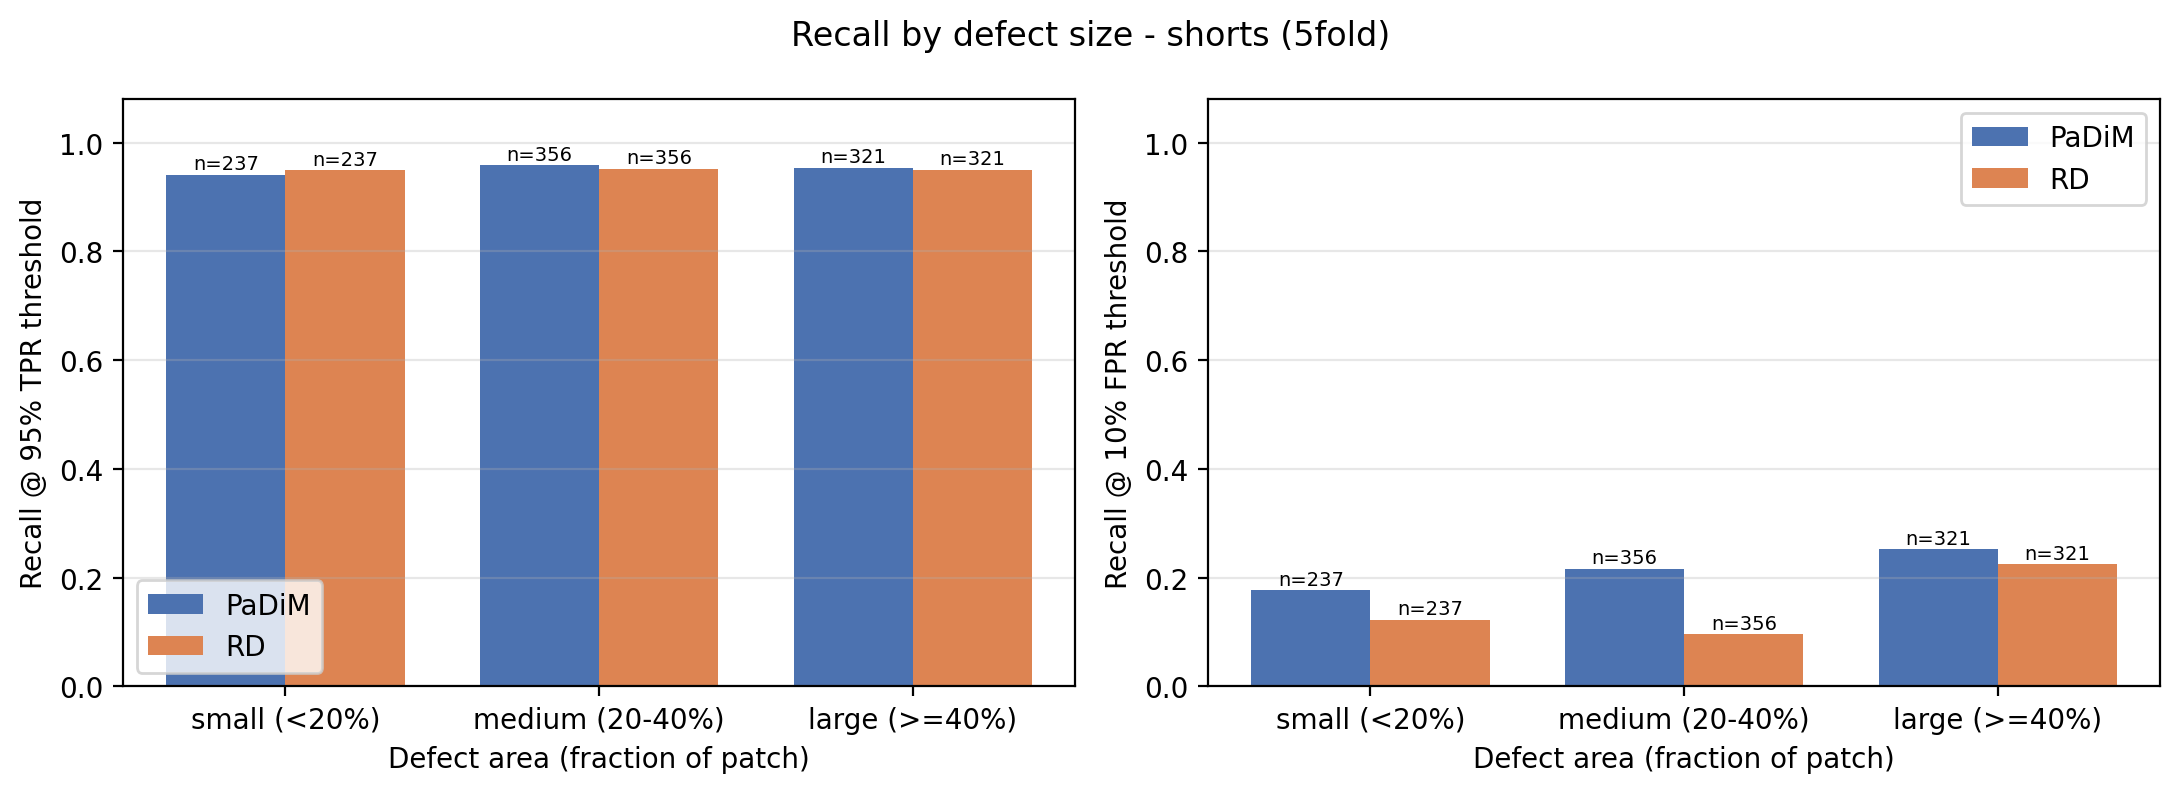 Recall by defect size - shorts (5fold)
Recall @ 95% TPR threshold
1.0
0.8
0.6
0.4
0.2
0.0
n=237
n=237
n=356
n=356
n=321
n=321
PaDiM
RD
small (<20%)
medium (20-40%)
large (>=40%)
Defect area (fraction of patch)
Recall @ 10% FPR threshold
1.0
0.8
0.6
0.4
0.2
0.0
PaDiM
RD
n=237
n=237
n=356
n=356
n=321
n=321
small (<20%)
medium (20-40%)
large (>=40%)
Defect area (fraction of patch)